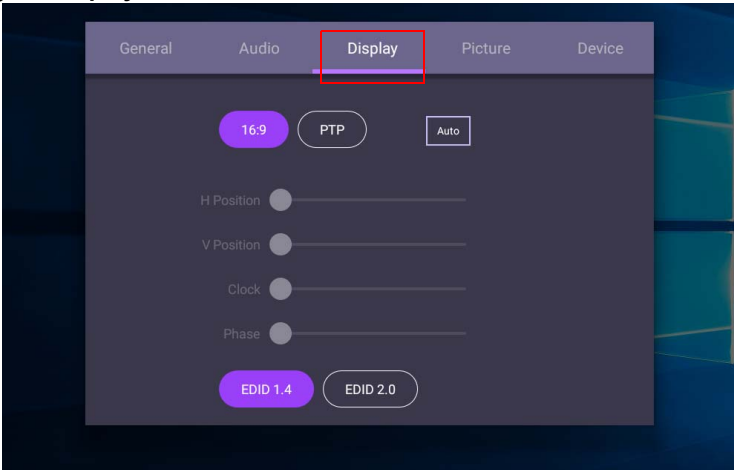 General Audio Display Picture Device
16:9 PTP Auto
H Position
V Position
Clock
Phase
EDID 1.4 EDID 2.0